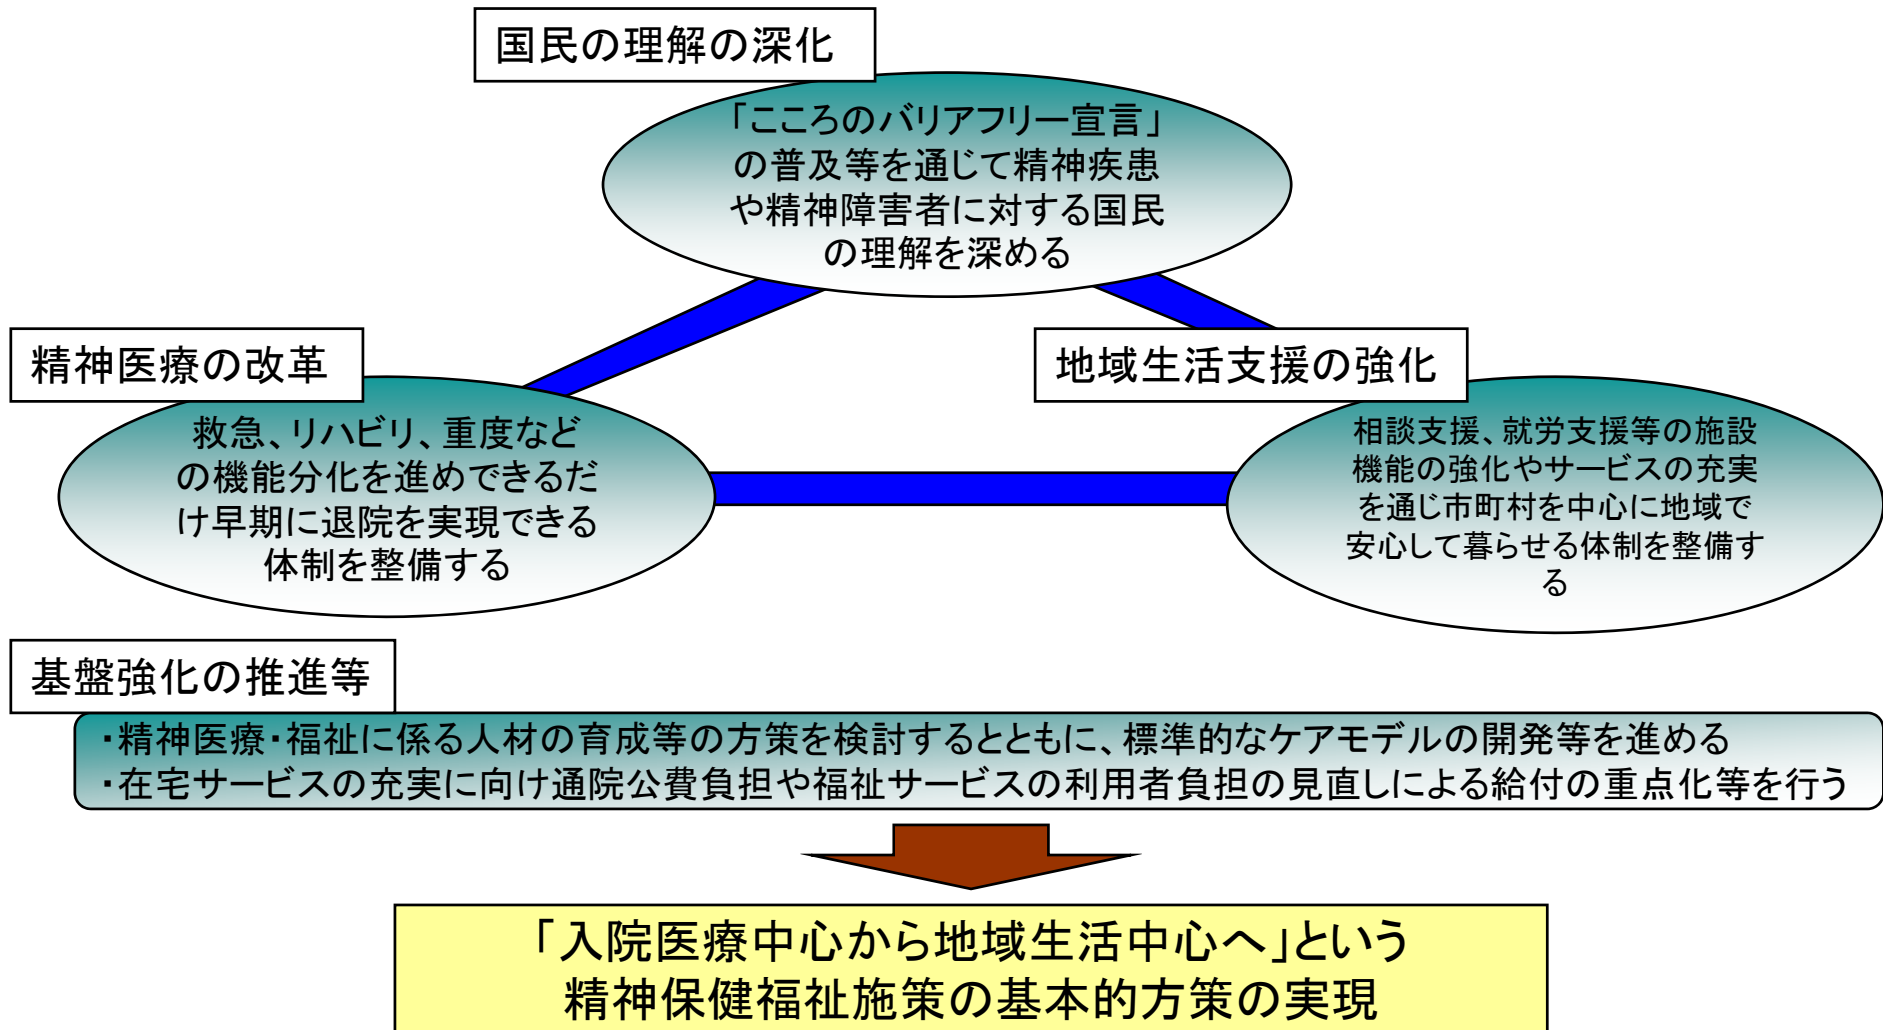 国民の理解の深化
「こころのバリアフリー宣言」
の普及等を通じて精神疾患
や精神障害者に対する国民
の理解を深める
精神医療の改革
救急、リハビリ、重度など
の機能分化を進めできるだ
け早期に退院を実現できる
体制を整備する
地域生活支援の強化
相談支援、就労支援等の施設
機能の強化やサービスの充実
を通じ市町村を中心に地域で
安心して暮らせる体制を整備す
る
基盤強化の推進等
・精神医療・福祉に係る人材の育成等の方策を検討するとともに、標準的なケアモデルの開発等を進める
・在宅サービスの充実に向け通院公費負担や福祉サービスの利用者負担の見直しによる給付の重点化等を行う
「入院医療中心から地域生活中心へ」という
精神保健福祉施策の基本的方策の実現